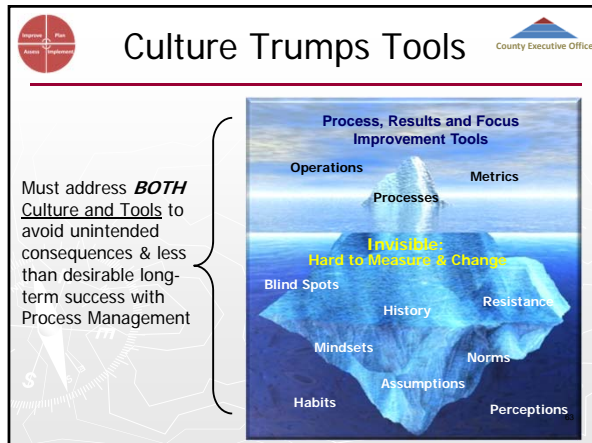 Improve Plan
Assess Implement
Culture Trumps Tools
County Executive Office
Must address BOTH
Culture and Tools to
avoid unintended
consequences & less
than desirable long-
term success with
Process Management
Process, Results and Focus
Improvement Tools
Operations
Metrics
Processes
Invisible:
Hard to Measure & Change
Blind Spots
Resistance
History
Mindsets
Norms
Assumptions
Habits
Perceptions
S
E